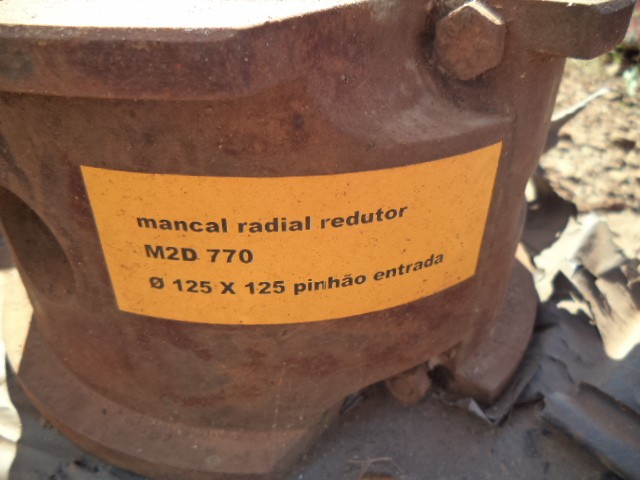 mancal radial redutor
M2D 770
Ø 125 X 125 pinhão entrada